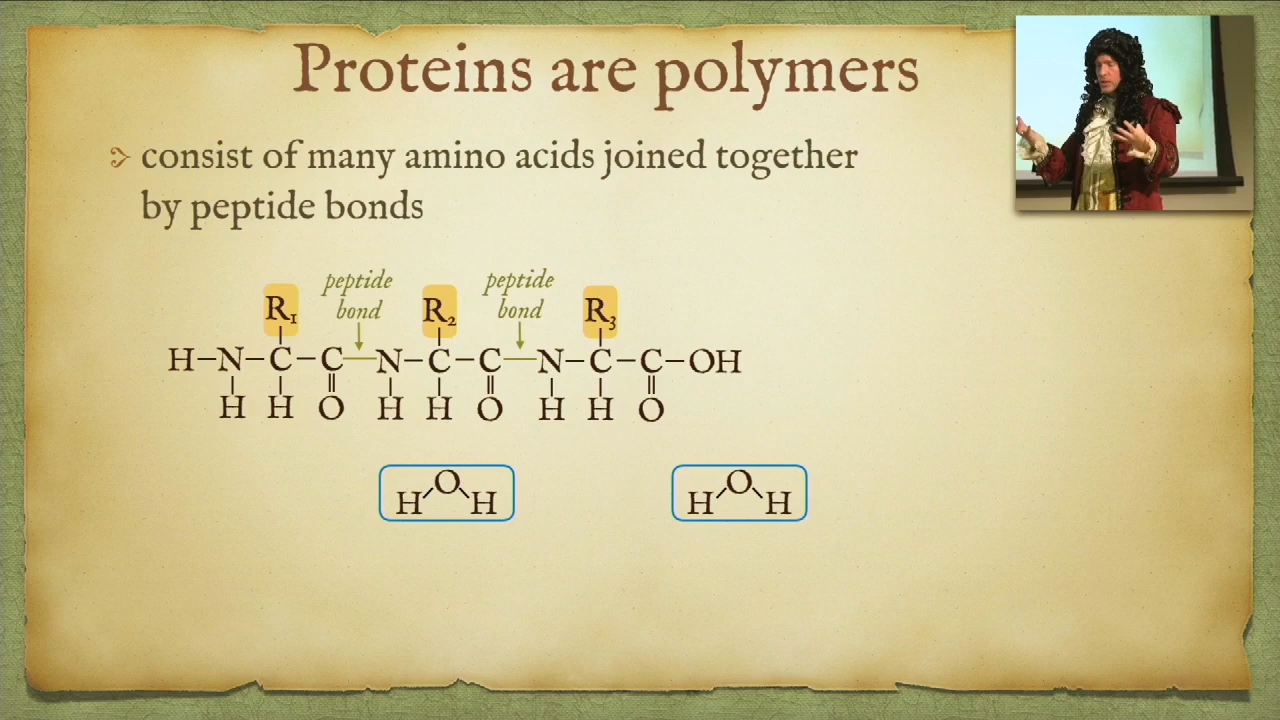 Proteins are polymers
consist of many amino acids joined together
by peptide bonds
peptide bond
peptide bond
R₁ R₂ R₃
H–N–C–C–N–C–C–N–C–C–OH
H H O H H O H H O
O O
H H H H